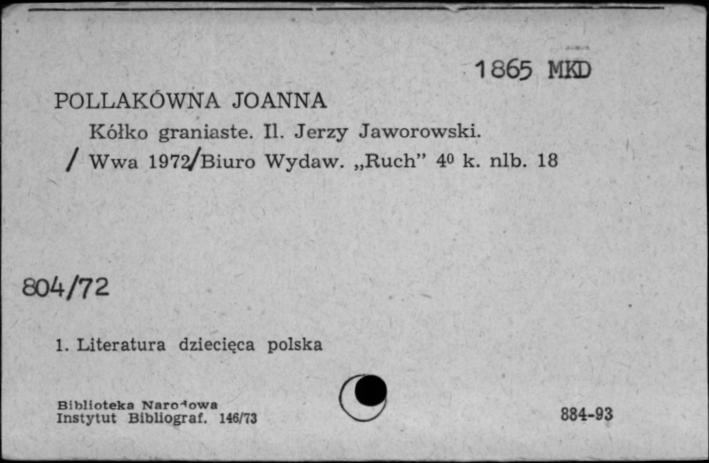 1865 MKD
POLLAKÓWNA JOANNA
Kółko graniaste. Il. Jerzy Jaworowski.
/ Wwa 1972/Biuro Wydaw. „Ruch” 4⁰ k. nlb. 18
804/72
1. Literatura dziecięca polska
Biblioteka Narodowa
Instytut Bibliograf. 146/73
884-93